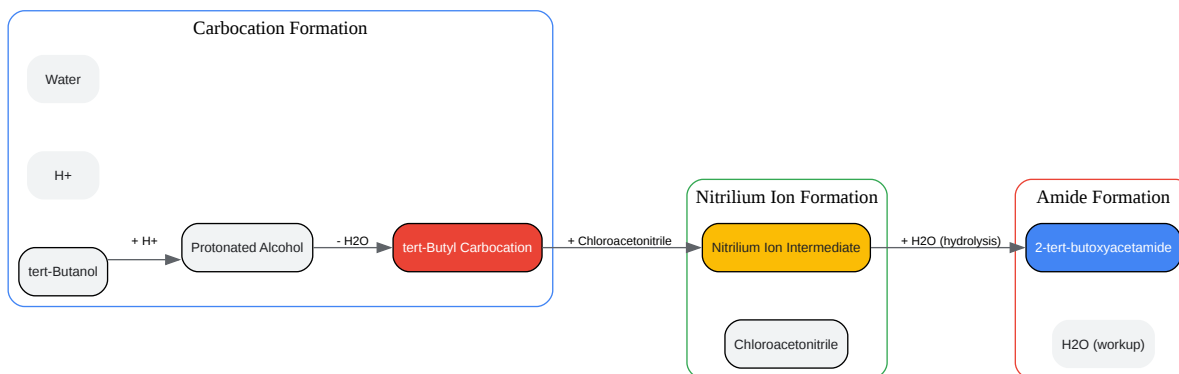 Carbocation Formation
Water
H+
tert-Butanol
+ H+
Protonated Alcohol
- H2O
tert-Butyl Carbocation
+ Chloroacetonitrile
Nitrilium Ion Formation
Nitrilium Ion Intermediate
Chloroacetonitrile
+ H2O (hydrolysis)
Amide Formation
2-tert-butoxyacetamide
H2O (workup)